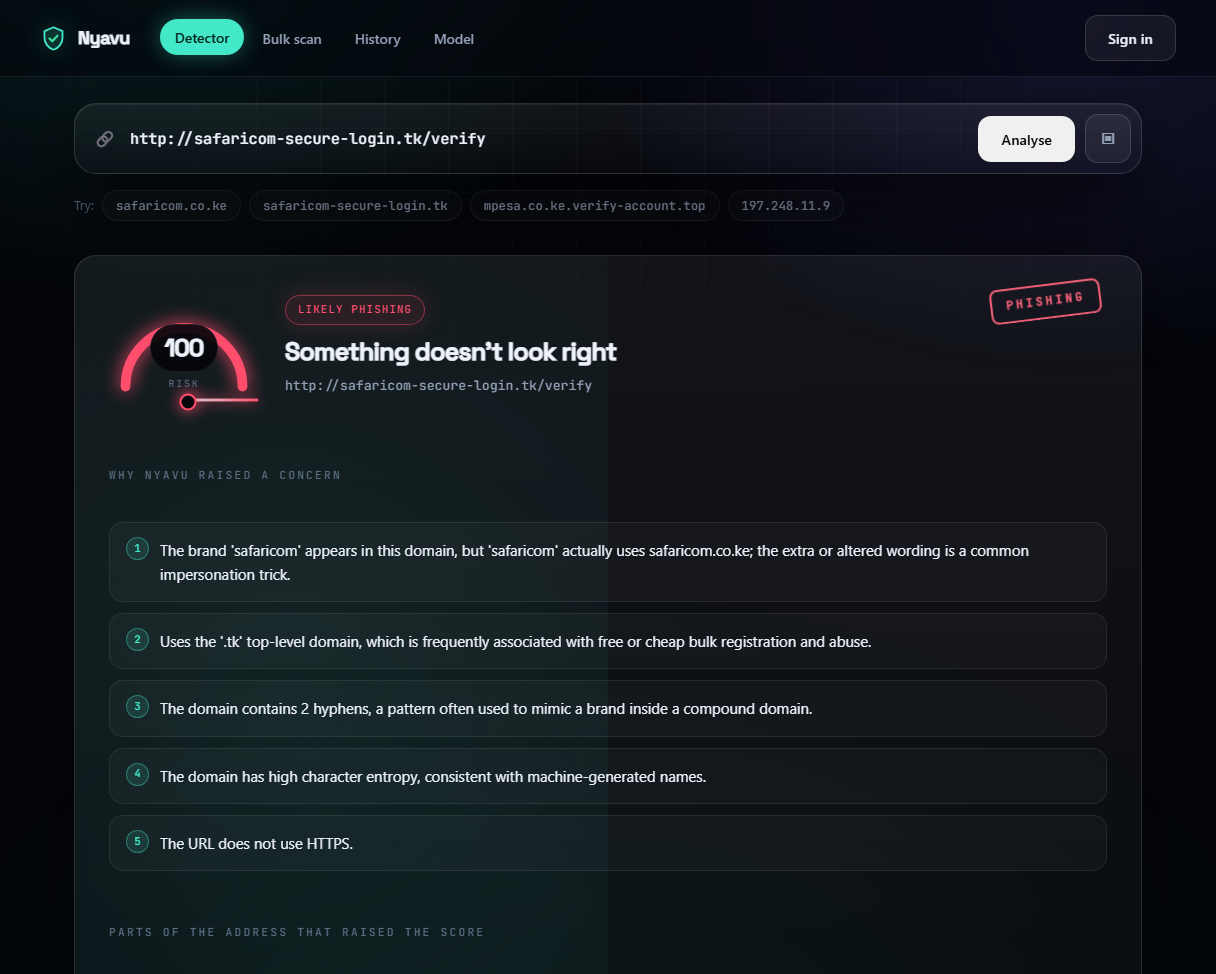 Nyavu
Detector
Bulk scan
History
Model
Sign in
http://safaricom-secure-login.tk/verify
Analyse
Try:
safaricom.co.ke
safaricom-secure-login.tk
mpesa.co.ke.verify-account.top
197.248.11.9
PHISHING
LIKELY PHISHING
100
RISK
Something doesn't look right
http://safaricom-secure-login.tk/verify
WHY NYAVU RAISED A CONCERN
1
The brand 'safaricom' appears in this domain, but 'safaricom' actually uses safaricom.co.ke; the extra or altered wording is a common
impersonation trick.
2
Uses the '.tk' top-level domain, which is frequently associated with free or cheap bulk registration and abuse.
3
The domain contains 2 hyphens, a pattern often used to mimic a brand inside a compound domain.
4
The domain has high character entropy, consistent with machine-generated names.
5
The URL does not use HTTPS.
PARTS OF THE ADDRESS THAT RAISED THE SCORE